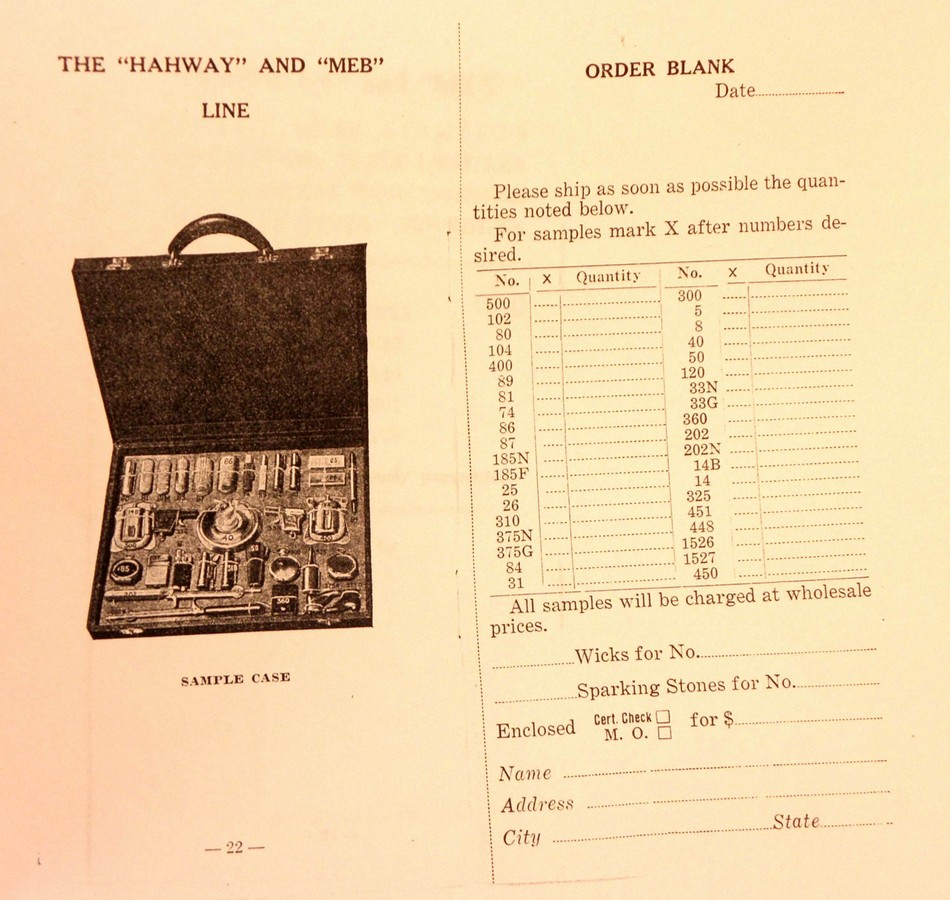 THE “HAHWAY” AND “MEB”
LINE
SAMPLE CASE
— 22 —
ORDER BLANK
Date
Please ship as soon as possible the quan-
tities noted below.
For samples mark X after numbers de-
sired.
No. X Quantity No. X Quantity
500 300
102 5
80 8
104 40
400 50
89 120
81 33N
74 33G
86 360
87 202
185N 202N
185F 14B
25 14
26 325
310 451
375N 448
375G 1526
84 1527
31 450
All samples will be charged at wholesale
prices.
Wicks for No.
Sparking Stones for No.
Enclosed Cert. Check ☐ for $
M. O. ☐
Name
Address
City State